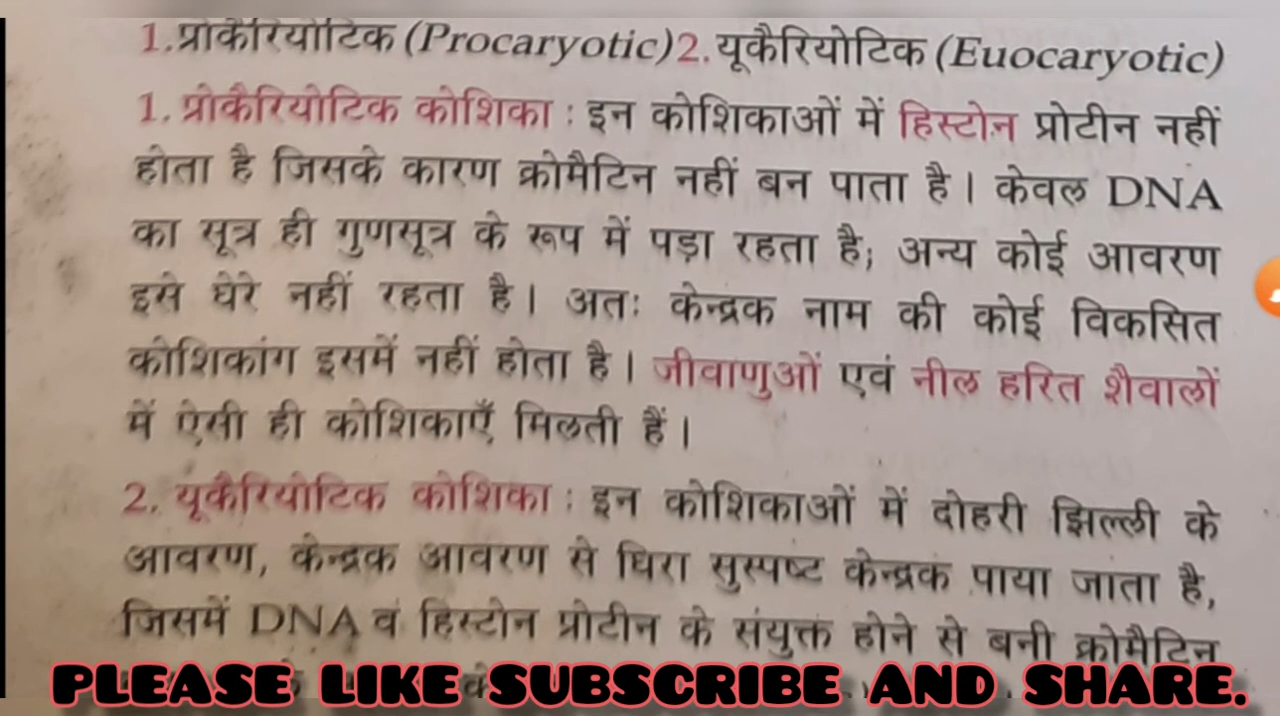 1.प्रोकैरियोटिक (Procaryotic) 2. यूकैरियोटिक (Euocaryotic)
1. प्रोकैरियोटिक कोशिका : इन कोशिकाओं में हिस्टोन प्रोटीन नहीं
होता है जिसके कारण क्रोमैटिन नहीं बन पाता है। केवल DNA
का सूत्र ही गुणसूत्र के रूप में पड़ा रहता है; अन्य कोई आवरण
इसे घेरे नहीं रहता है। अतः केन्द्रक नाम की कोई विकसित
कोशिकांग इसमें नहीं होता है। जीवाणुओं एवं नील हरित शैवालों
में ऐसी ही कोशिकाएँ मिलती हैं।
2. यूकैरियोटिक कोशिका : इन कोशिकाओं में दोहरी झिल्ली के
आवरण, केन्द्रक आवरण से घिरा सुस्पष्ट केन्द्रक पाया जाता है,
जिसमें DNA व हिस्टोन प्रोटीन के संयुक्त होने से बनी क्रोमैटिन
PLEASE LIKE SUBSCRIBE AND SHARE.